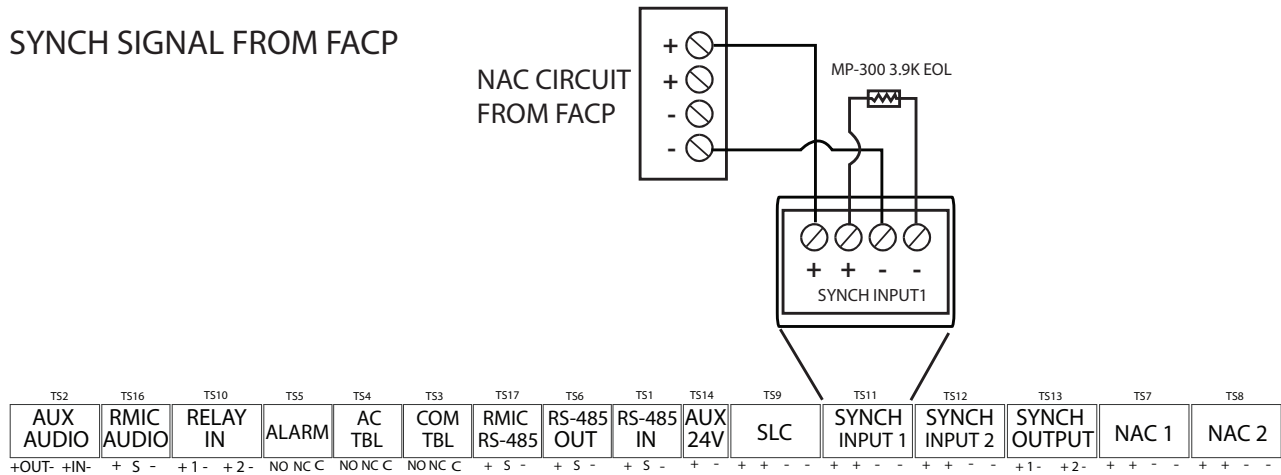 SYNCH SIGNAL FROM FACP
NAC CIRCUIT
FROM FACP
+
+
-
-
MP-300 3.9K EOL
+ + - -
SYNCH INPUT1
TS2 TS16 TS10 TS5 TS4 TS3 TS17 TS6 TS1 TS14 TS9 TS11 TS12 TS13 TS7 TS8
AUX AUDIO
RMIC AUDIO
RELAY IN
ALARM
AC TBL
COM TBL
RMIC RS-485
RS-485 OUT
RS-485 IN
AUX 24V
SLC
SYNCH INPUT 1
SYNCH INPUT 2
SYNCH OUTPUT
NAC 1
NAC 2
+OUT- +IN- + S - +1- +2- NO NC C NO NC C NO NC C + S - + S - + S - + - + + - - + + - - + + - - +1- +2- + + - - + + - -